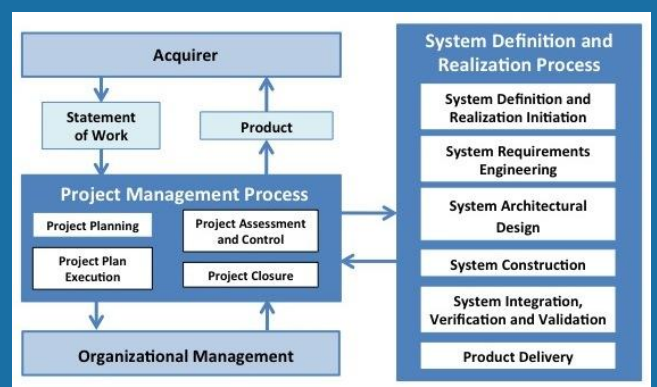 Acquirer
Statement
of Work
Product
Project Management Process
Project Planning
Project Assessment
and Control
Project Plan
Execution
Project Closure
Organizational Management
System Definition and
Realization Process
System Definition and
Realization Initiation
System Requirements
Engineering
System Architectural
Design
System Construction
System Integration,
Verification and Validation
Product Delivery